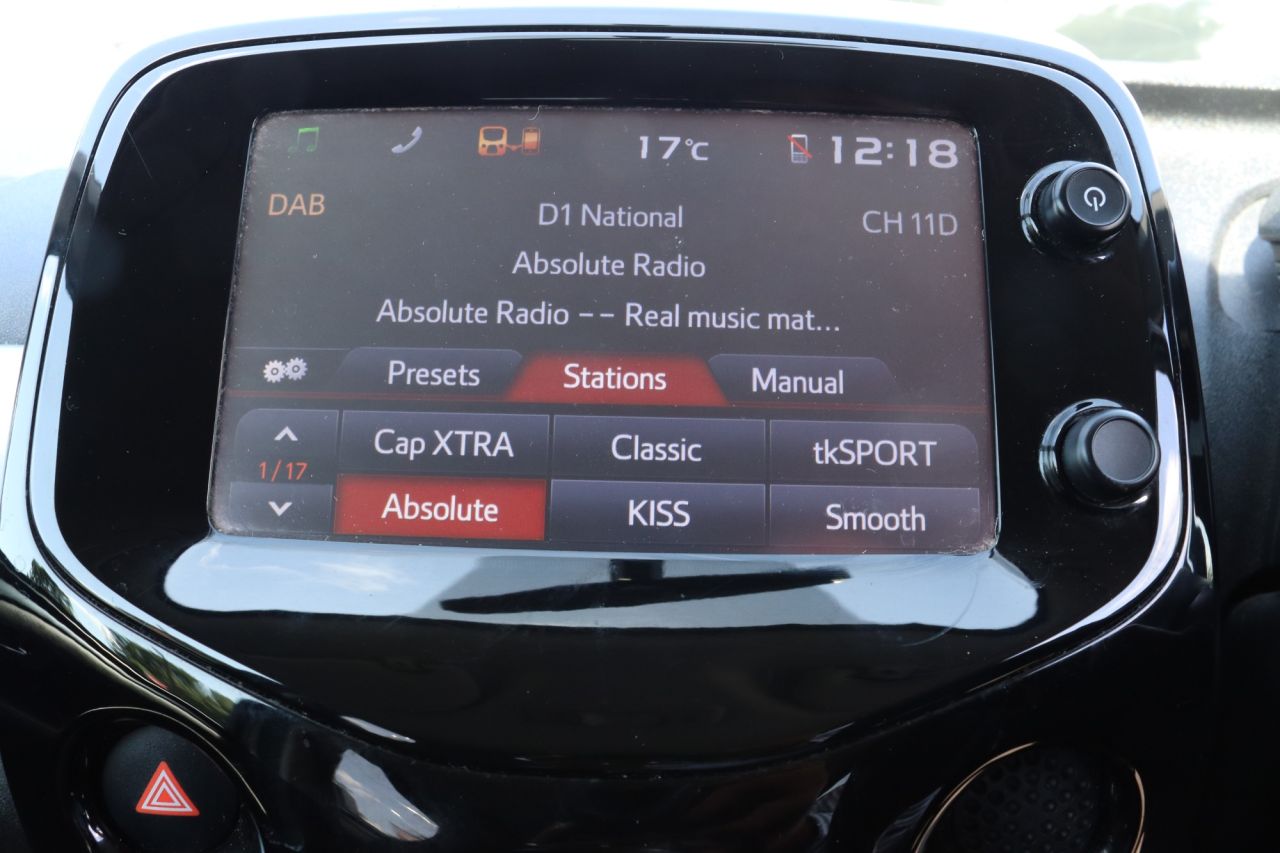 17°C 12:18
DAB D1 National CH 11D
Absolute Radio
Absolute Radio -- Real music mat...
Presets Stations Manual
Cap XTRA Classic tkSPORT
1/17
Absolute KISS Smooth